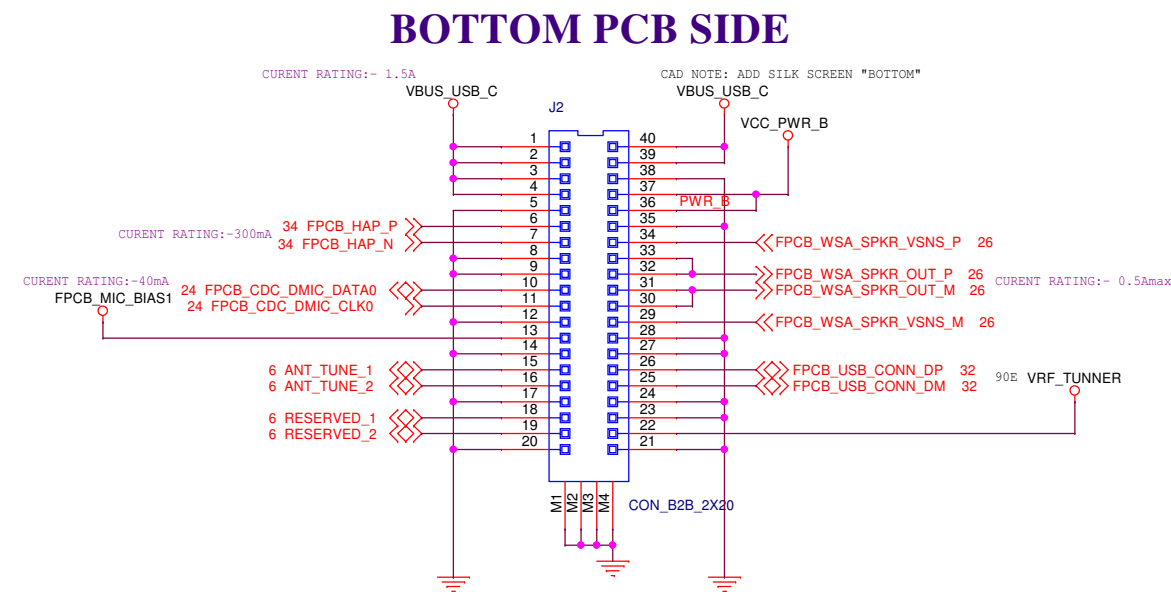 BOTTOM PCB SIDE
CURENT RATING:- 1.5A
CAD NOTE: ADD SILK SCREEN "BOTTOM"
VBUS_USB_C
VBUS_USB_C
J2
VCC_PWR_B
1 40
2 39
3 38
4 37
5 36 PWR_B
34 FPCB_HAP_P 6 35
CURENT RATING:-300mA
34 FPCB_HAP_N 7 34 FPCB_WSA_SPKR_VSNS_P 26
8 33
9 32 FPCB_WSA_SPKR_OUT_P 26
CURENT RATING:-40mA
CURENT RATING:- 0.5Amax
24 FPCB_CDC_DMIC_DATA0 10 31 FPCB_WSA_SPKR_OUT_M 26
FPCB_MIC_BIAS1
24 FPCB_CDC_DMIC_CLK0 11 30
12 29 FPCB_WSA_SPKR_VSNS_M 26
13 28
14 27
6 ANT_TUNE_1 15 26 FPCB_USB_CONN_DP 32
90E VRF_TUNNER
6 ANT_TUNE_2 16 25 FPCB_USB_CONN_DM 32
17 24
6 RESERVED_1 18 23
6 RESERVED_2 19 22
20 21
M1 M2 M3 M4
CON_B2B_2X20